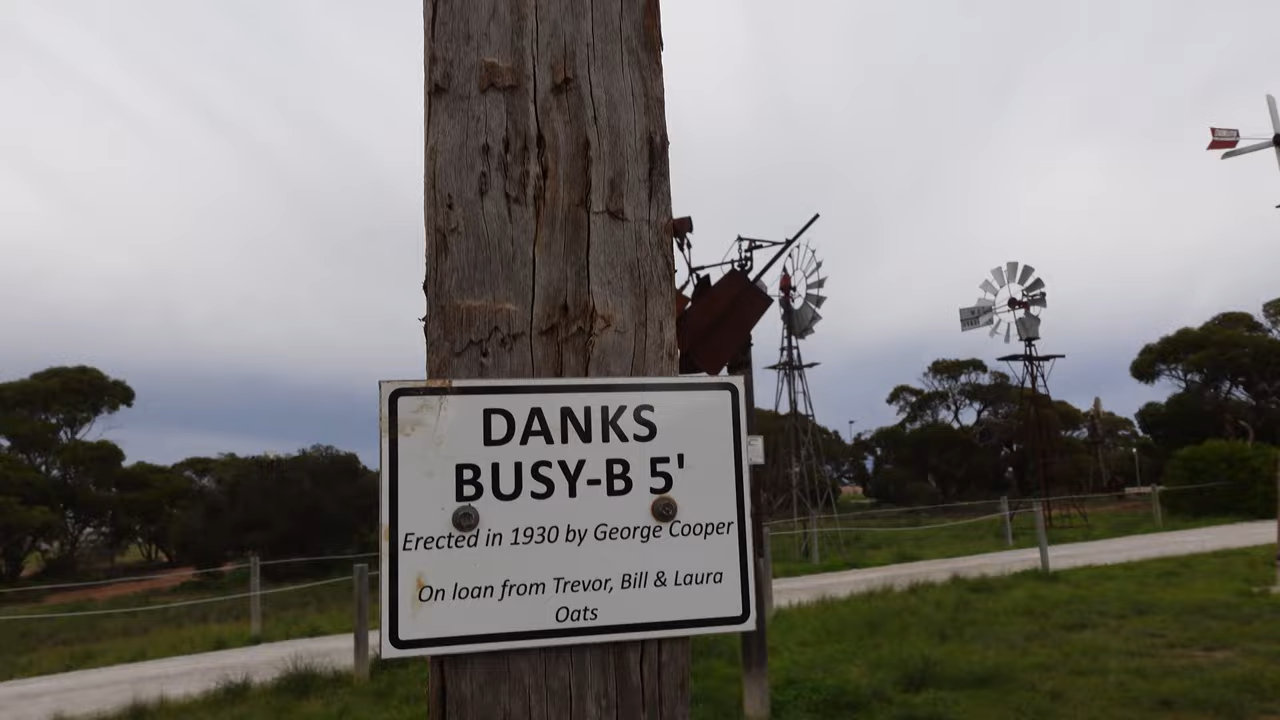 DANKS
BUSY-B 5'
Erected in 1930 by George Cooper
On loan from Trevor, Bill & Laura
Oats